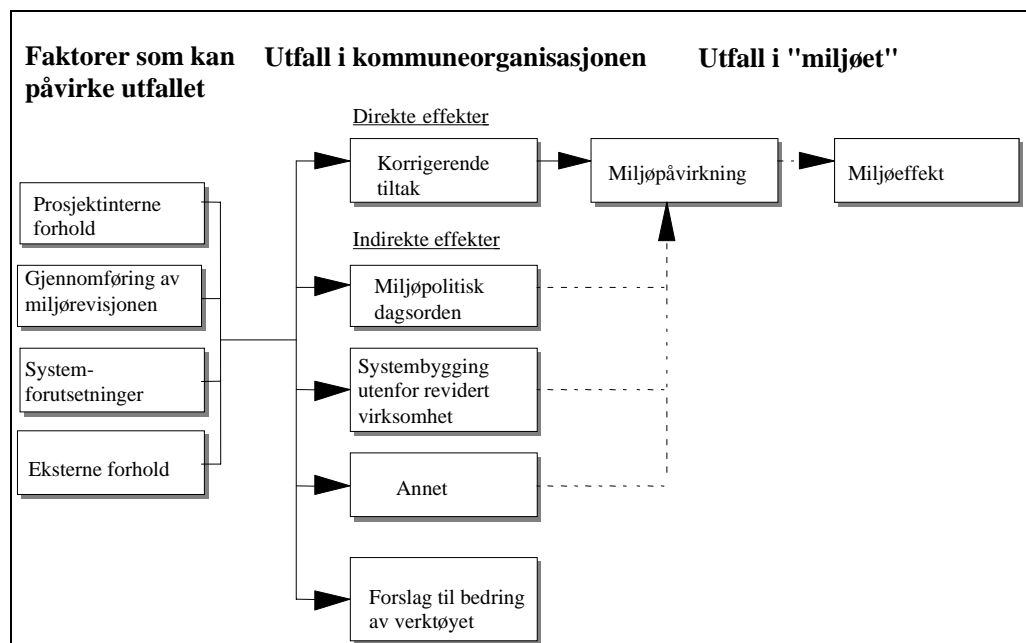 Faktorer som kan
påvirke utfallet
Utfall i kommuneorganisasjonen
Utfall i "miljøet"
Prosjektinterne
forhold
Gjennomføring av
miljørevisjonen
System-
forutsetninger
Eksterne forhold
Direkte effekter
Korrigerende
tiltak
Indirekte effekter
Miljøpolitisk
dagsorden
Systembygging
utenfor revidert
virksomhet
Annet
Forslag til bedring
av verktøyet
Miljøpåvirkning
Miljøeffekt